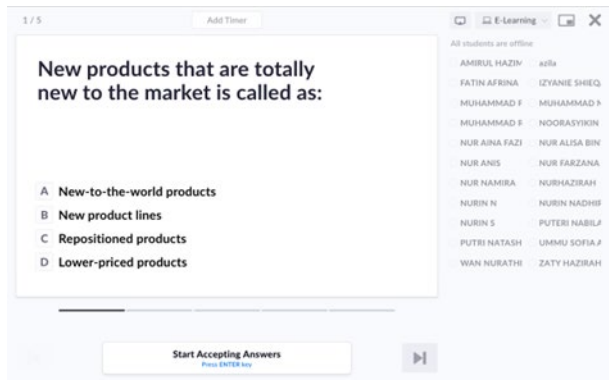 1 / 5
Add Timer
E-Learning
All students are offline
New products that are totally
new to the market is called as:
A New-to-the-world products
B New product lines
C Repositioned products
D Lower-priced products
AMIRUL HAZIM azila
FATIN AFRINA IZYANIE SHIEQ
MUHAMMAD F MUHAMMAD N
MUHAMMAD R NOORASYIKIN
NUR AINA FAZI NUR ALISA BIN
NUR ANIS NUR FARZANA
NUR NAMIRA NURHAZIRAH
NURIN N NURIN NADHIR
NURIN S PUTERI NABILA
PUTRI NATASH UMMU SOFIA A
WAN NURATHI ZATY HAZIRAH
Start Accepting Answers
Press ENTER key